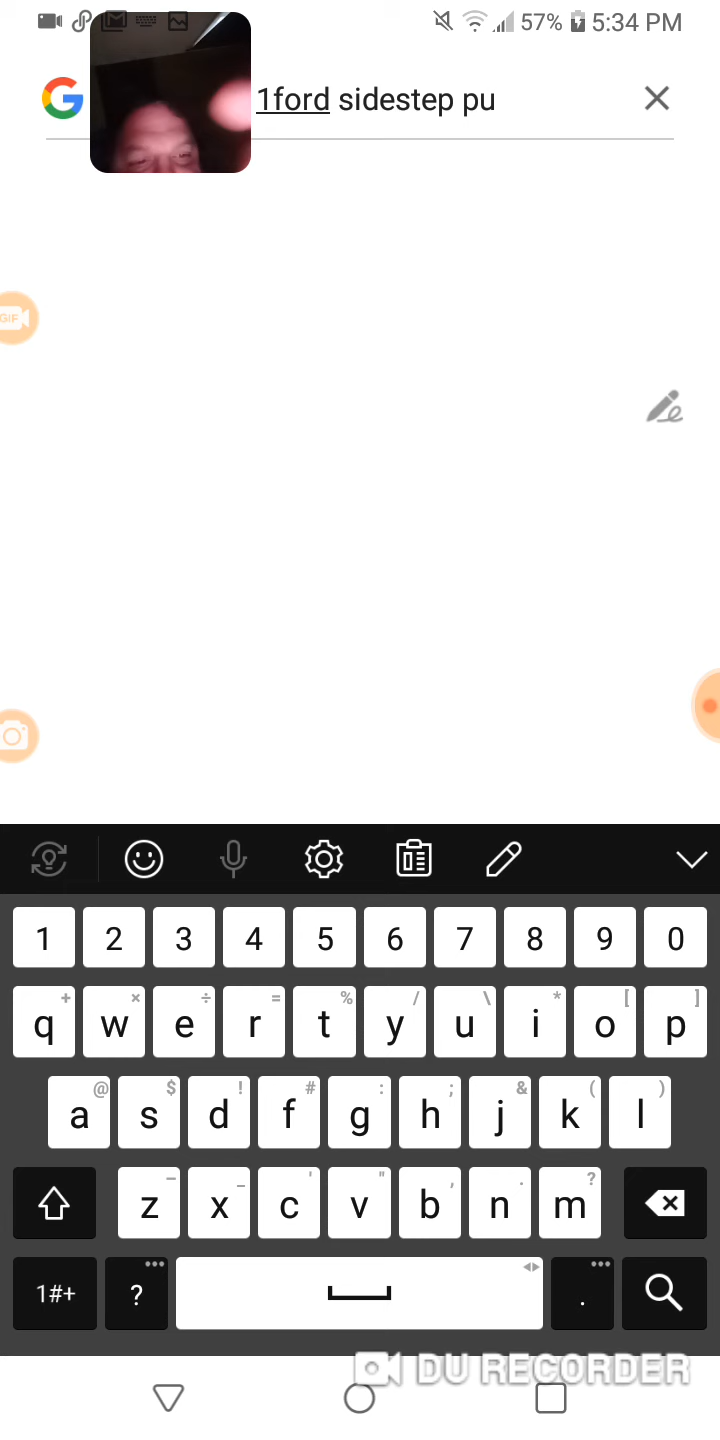 57% 5:34 PM
1ford sidestep pu
GIF
1 2 3 4 5 6 7 8 9 0
+ × ÷ = % / \ * [ ]
q w e r t y u i o p
@ $ ! # : ; & ( )
a s d f g h j k l
– _ ' " , . ?
z x c v b n m
1#+ ? .
DU RECORDER